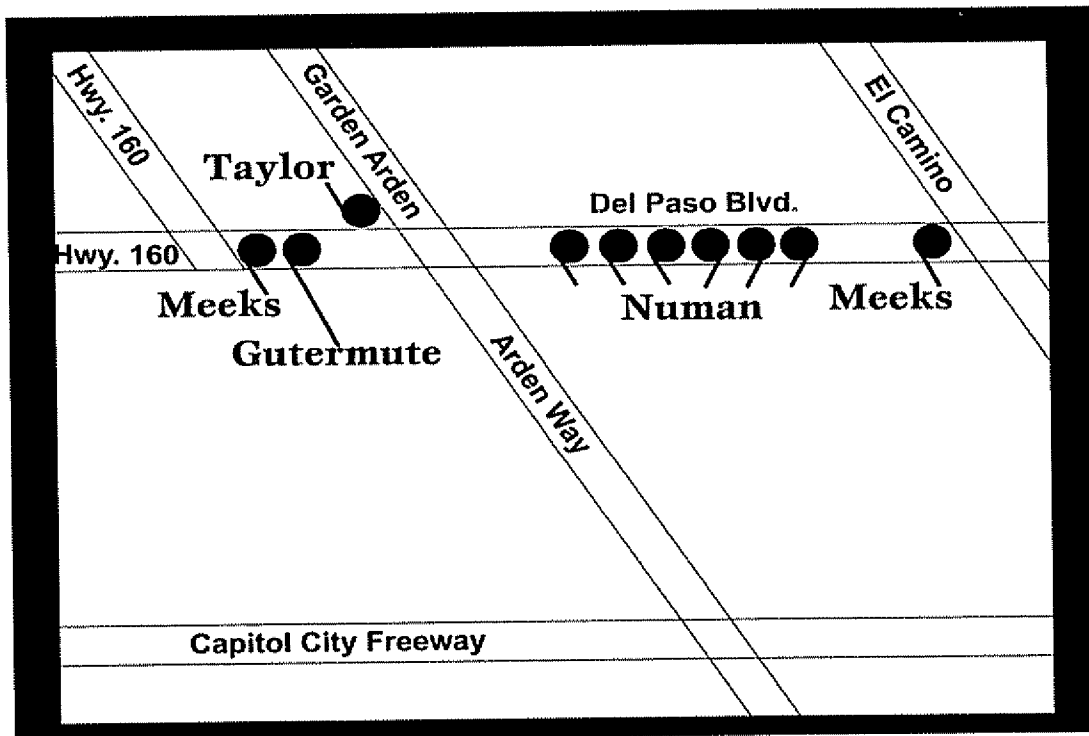 Hwy. 160
Garden Arden
El Camino
Taylor
Del Paso Blvd.
Hwy. 160
Meeks
Numan
Meeks
Gutermute
Arden Way
Capitol City Freeway